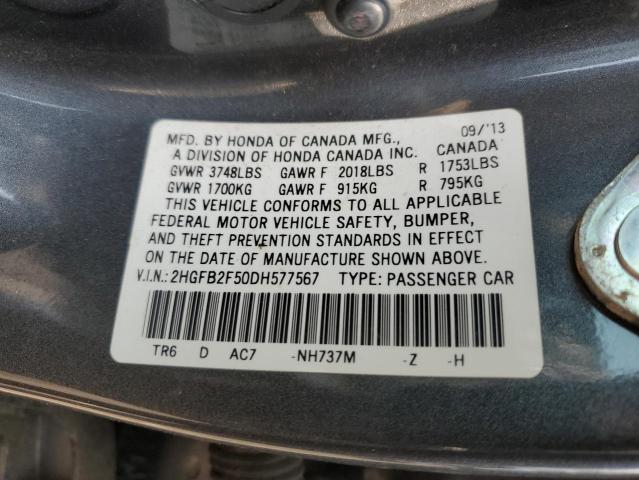 MFD. BY HONDA OF CANADA MFG., 09/'13
A DIVISION OF HONDA CANADA INC. CANADA
GVWR 3748LBS GAWR F 2018LBS R 1753LBS
GVWR 1700KG GAWR F 915KG R 795KG
THIS VEHICLE CONFORMS TO ALL APPLICABLE
FEDERAL MOTOR VEHICLE SAFETY, BUMPER,
AND THEFT PREVENTION STANDARDS IN EFFECT
ON THE DATE OF MANUFACTURE SHOWN ABOVE.
V.I.N.: 2HGFB2F50DH577567 TYPE: PASSENGER CAR
TR6 D AC7 -NH737M -Z -H